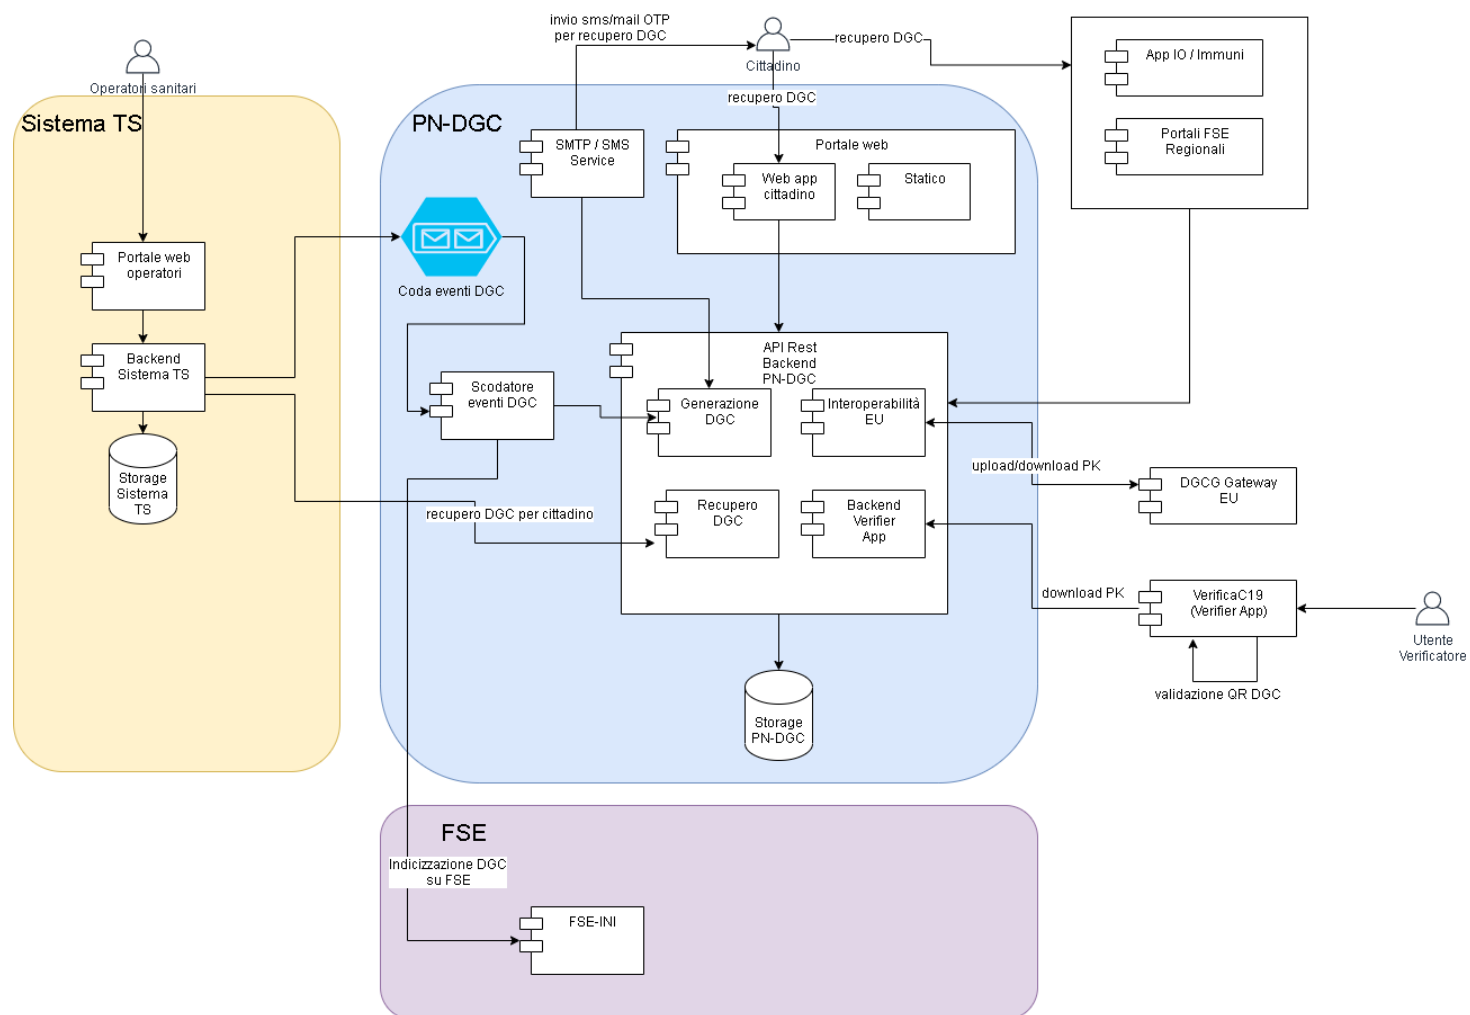 invio sms/mail OTP
per recupero DGC
Cittadino
recupero DGC
App IO / Immuni
Portali FSE
Regionali
Operatori sanitari
Sistema TS
PN-DGC
recupero DGC
SMTP / SMS
Service
Portale web
Web app
cittadino
Statico
Portale web
operatori
Coda eventi DGC
Backend
Sistema TS
Storage
Sistema
TS
Scodatore
eventi DGC
API Rest
Backend
PN-DGC
Generazione
DGC
Interoperabilità
EU
upload/download PK
DGCG Gateway
EU
recupero DGC per cittadino
Recupero
DGC
Backend
Verifier
App
download PK
VerificaC19
(Verifier App)
Utente
Verificatore
validazione QR DGC
Storage
PN-DGC
FSE
Indicizzazione DGC
su FSE
FSE-INI